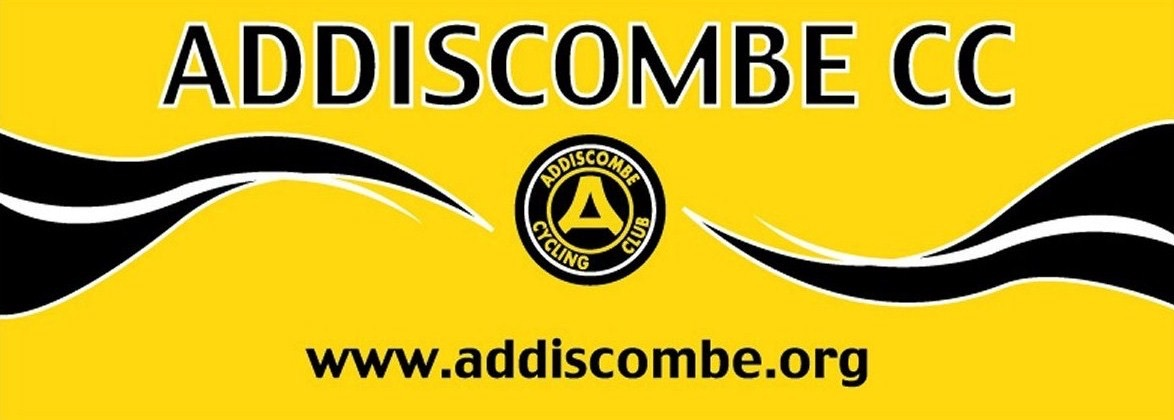 ADDISCOMBE CC
ADDISCOMBE
A
CYCLING CLUB
www.addiscombe.org